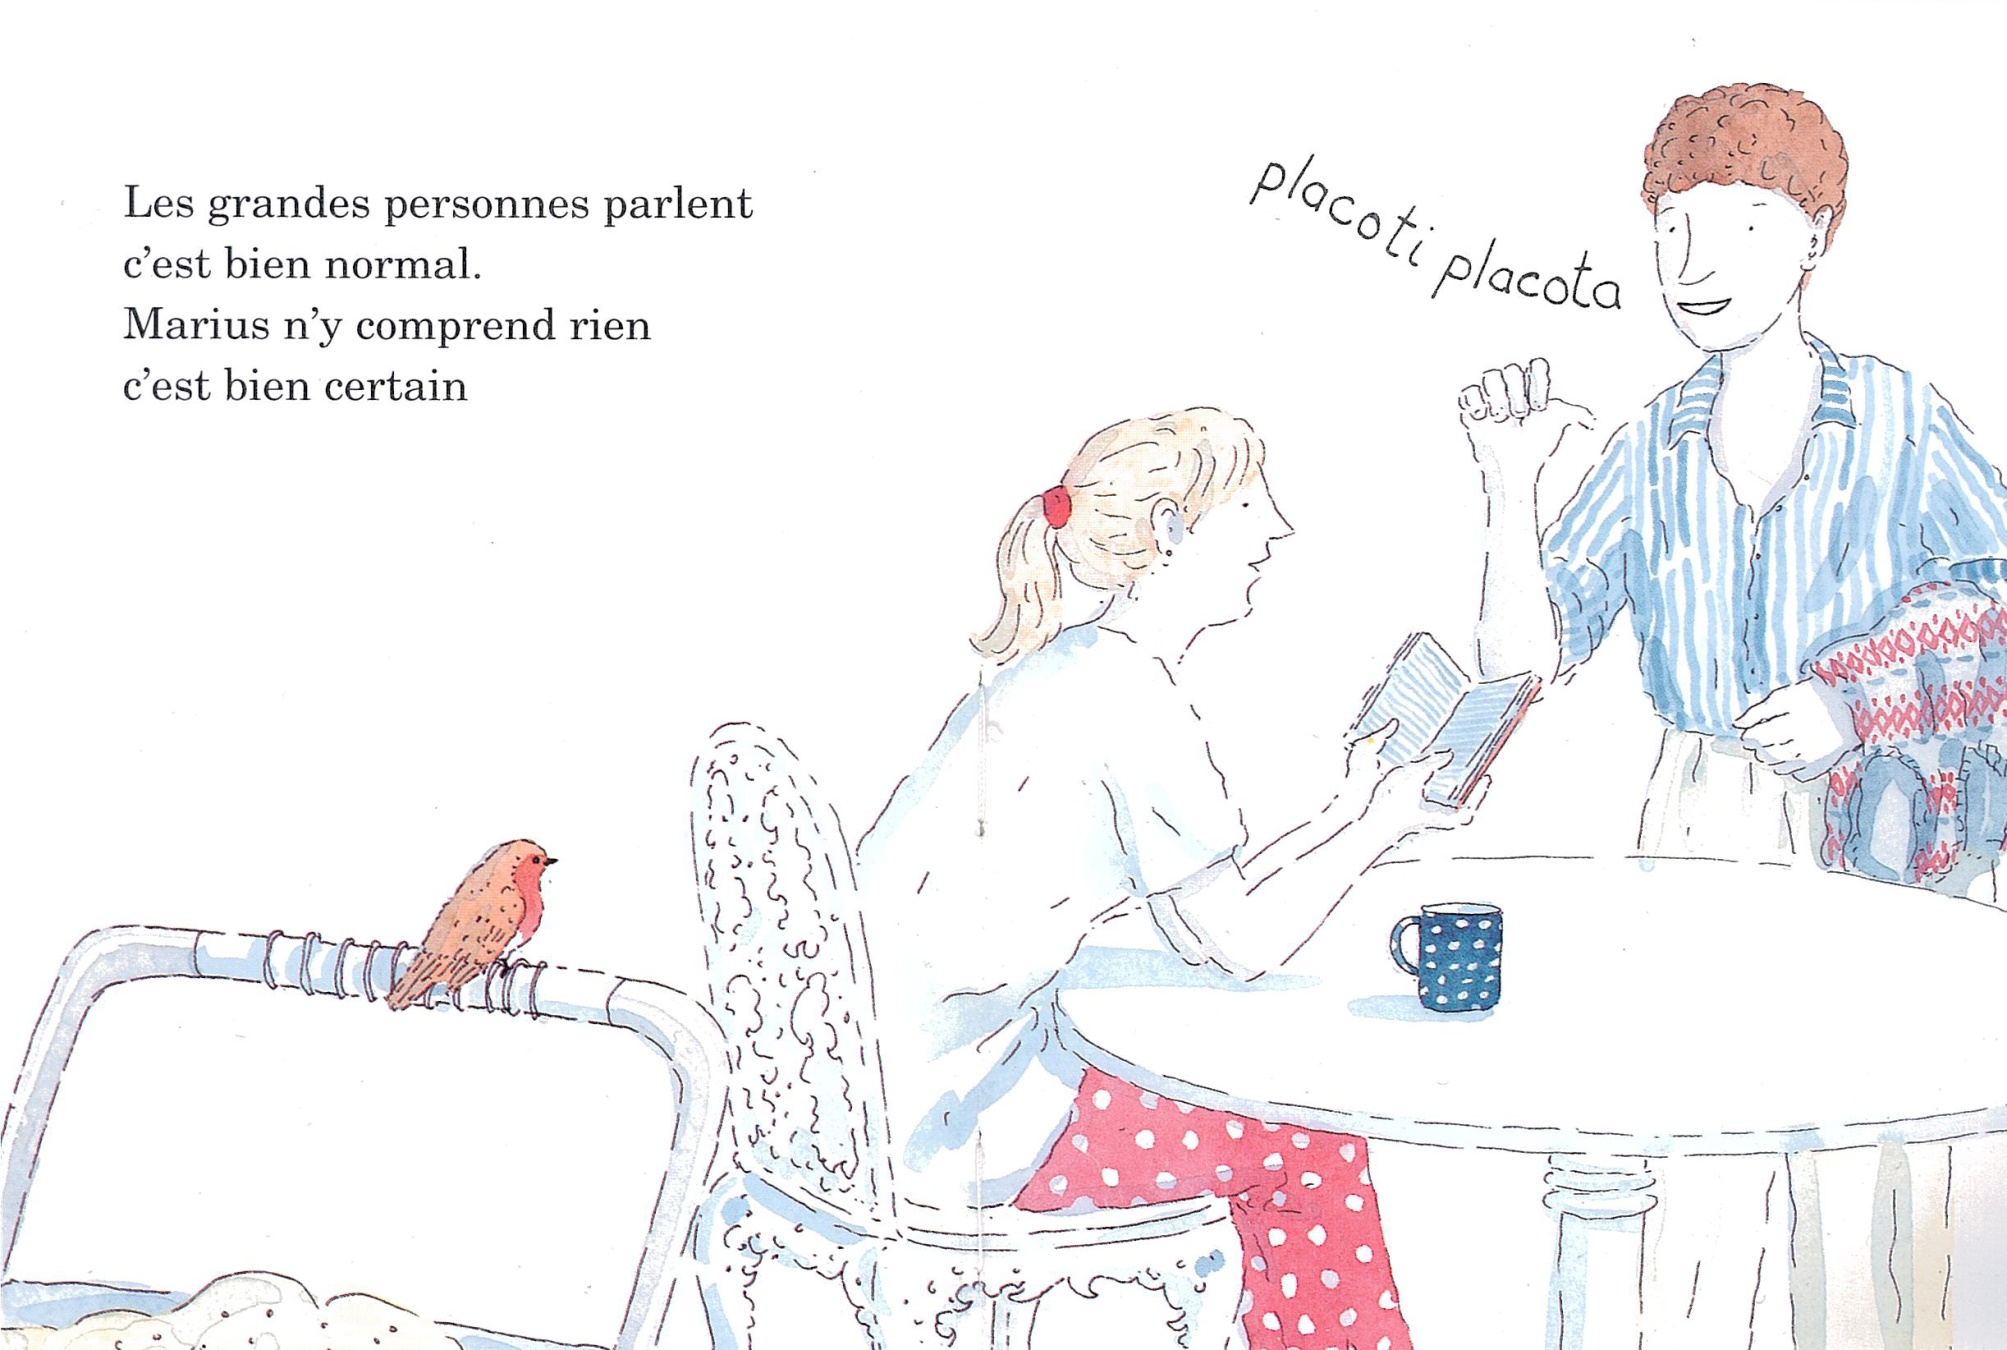 Les grandes personnes parlent
c’est bien normal.
Marius n’y comprend rien
c’est bien certain
placoti placota